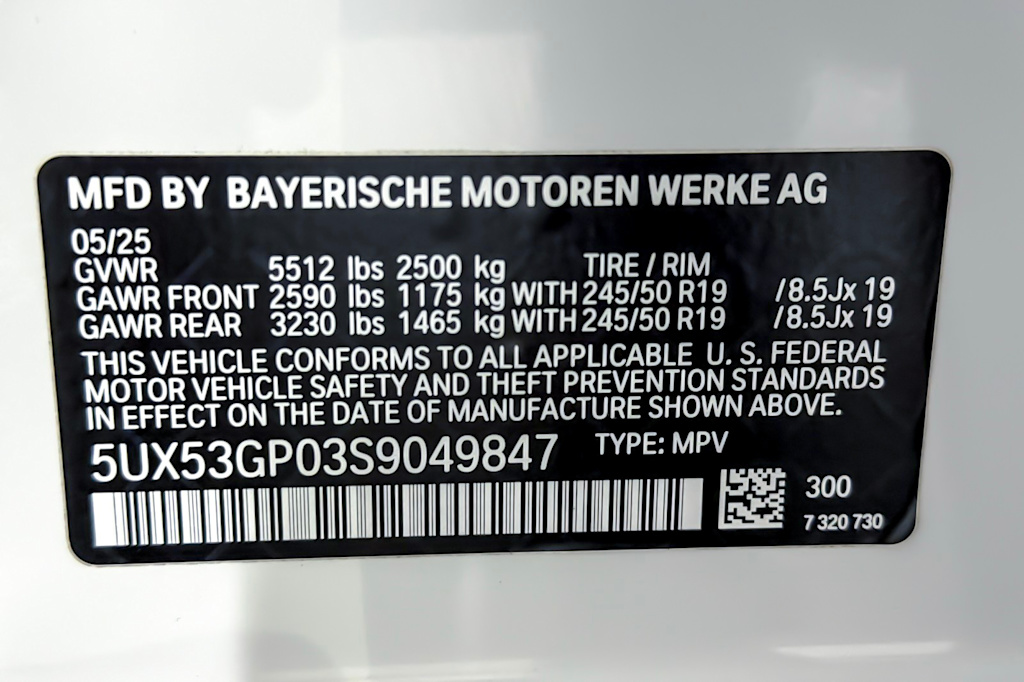 MFD BY BAYERISCHE MOTOREN WERKE AG
05/25
GVWR 5512 lbs 2500 kg TIRE / RIM
GAWR FRONT 2590 lbs 1175 kg WITH 245/50 R19 /8.5Jx 19
GAWR REAR 3230 lbs 1465 kg WITH 245/50 R19 /8.5Jx 19
THIS VEHICLE CONFORMS TO ALL APPLICABLE U. S. FEDERAL
MOTOR VEHICLE SAFETY AND THEFT PREVENTION STANDARDS
IN EFFECT ON THE DATE OF MANUFACTURE SHOWN ABOVE.
5UX53GP03S9049847 TYPE: MPV
300
7 320 730